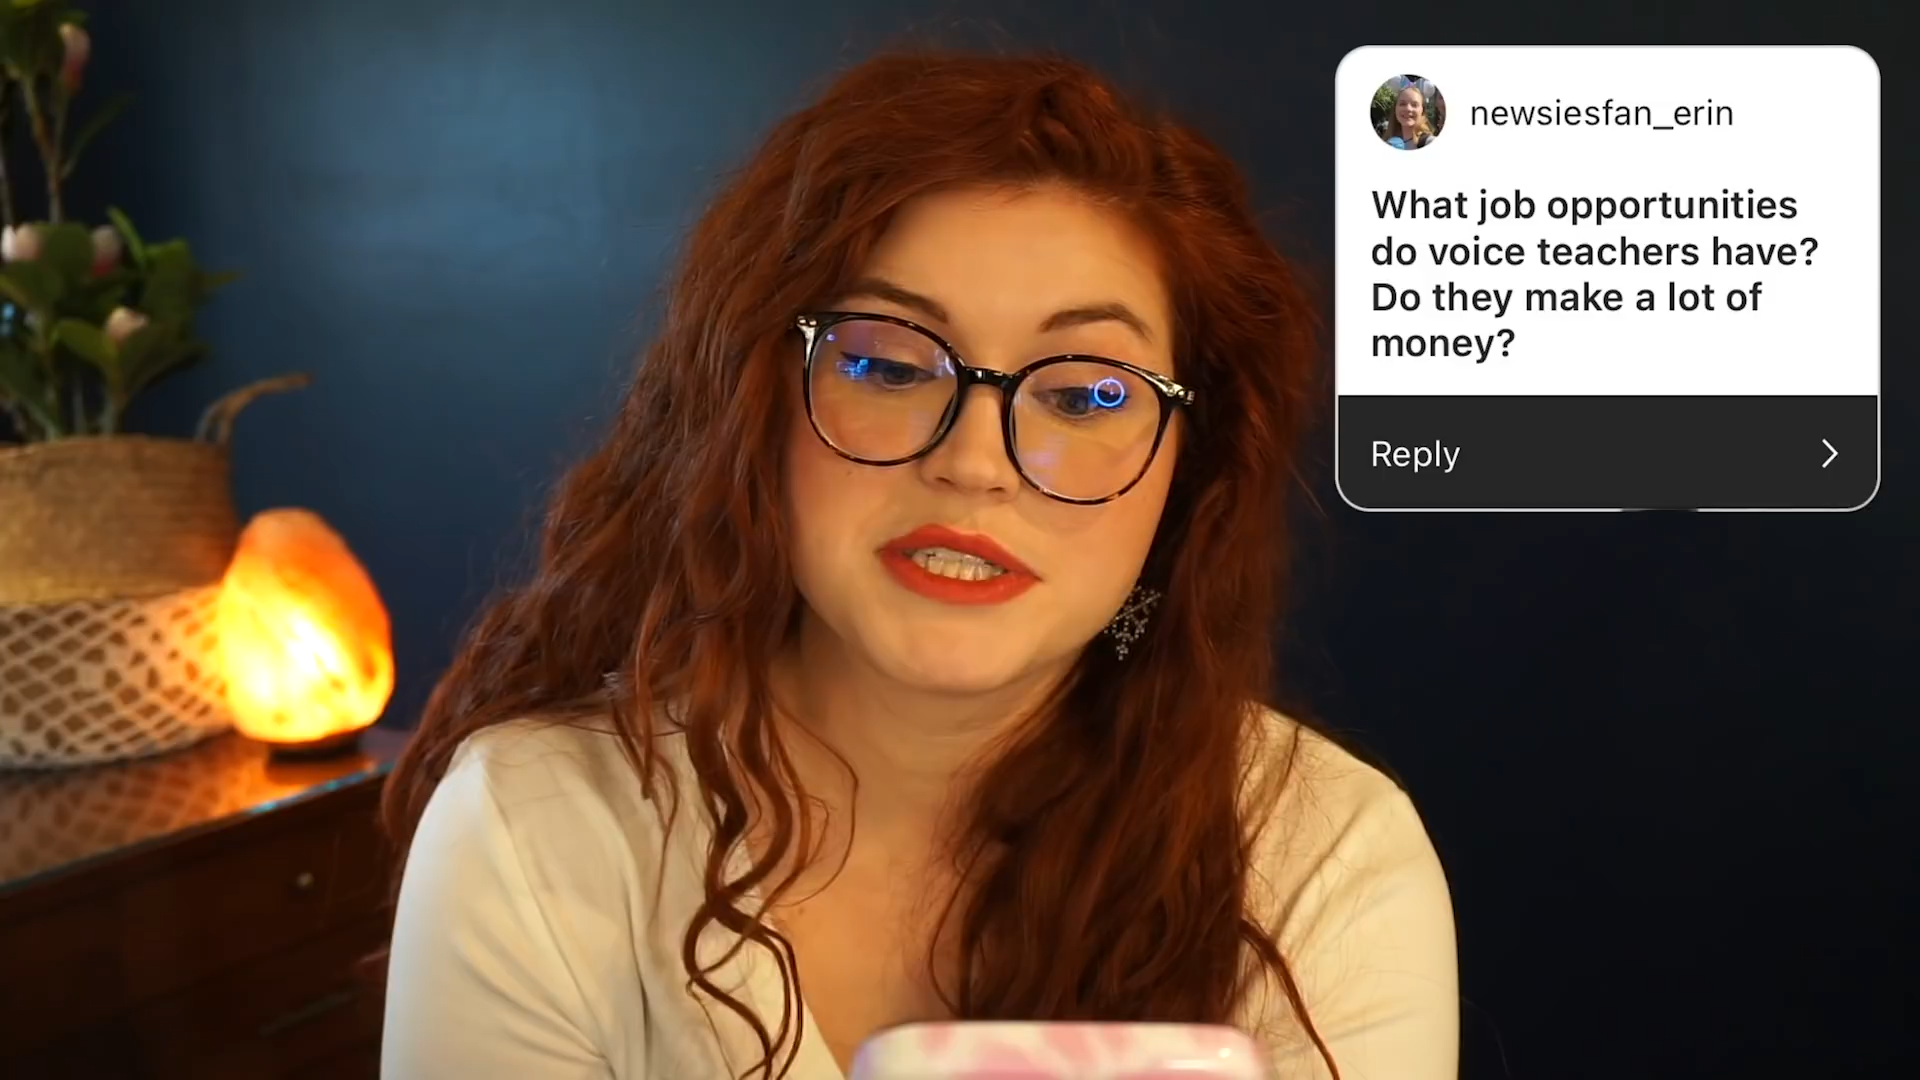 newsiesfan_erin
What job opportunities
do voice teachers have?
Do they make a lot of
money?
Reply